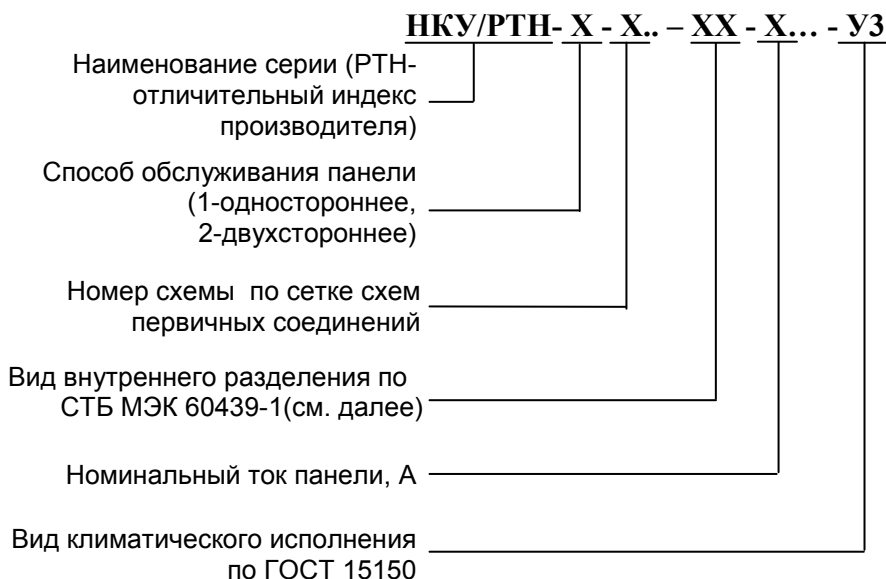 НКУ/РТН- Х - Х.. – ХХ - Х… - У3
Наименование серии (РТН-
отличительный индекс
производителя)
Способ обслуживания панели
(1-одностороннее,
2-двухстороннее)
Номер схемы по сетке схем
первичных соединений
Вид внутреннего разделения по
СТБ МЭК 60439-1(см. далее)
Номинальный ток панели, А
Вид климатического исполнения
по ГОСТ 15150